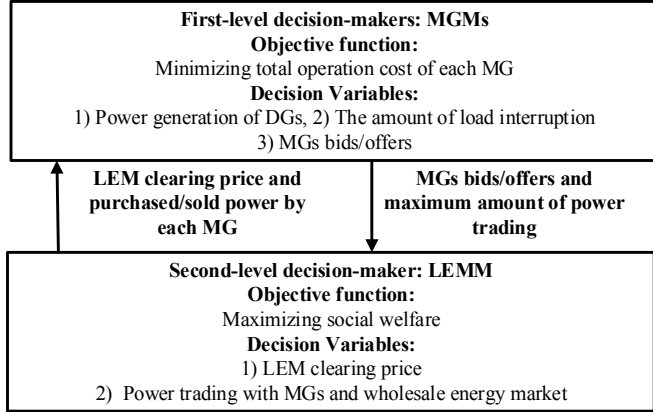 First-level decision-makers: MGMs
Objective function:
Minimizing total operation cost of each MG
Decision Variables:
1) Power generation of DGs, 2) The amount of load interruption
3) MGs bids/offers
LEM clearing price and
purchased/sold power by
each MG
MGs bids/offers and
maximum amount of power
trading
Second-level decision-maker: LEMM
Objective function:
Maximizing social welfare
Decision Variables:
1) LEM clearing price
2) Power trading with MGs and wholesale energy market